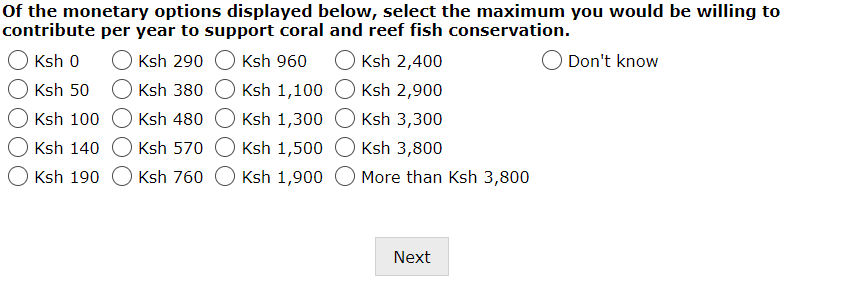 Of the monetary options displayed below, select the maximum you would be willing to
contribute per year to support coral and reef fish conservation.
Ksh 0 Ksh 290 Ksh 960 Ksh 2,400 Don't know
Ksh 50 Ksh 380 Ksh 1,100 Ksh 2,900
Ksh 100 Ksh 480 Ksh 1,300 Ksh 3,300
Ksh 140 Ksh 570 Ksh 1,500 Ksh 3,800
Ksh 190 Ksh 760 Ksh 1,900 More than Ksh 3,800
Next